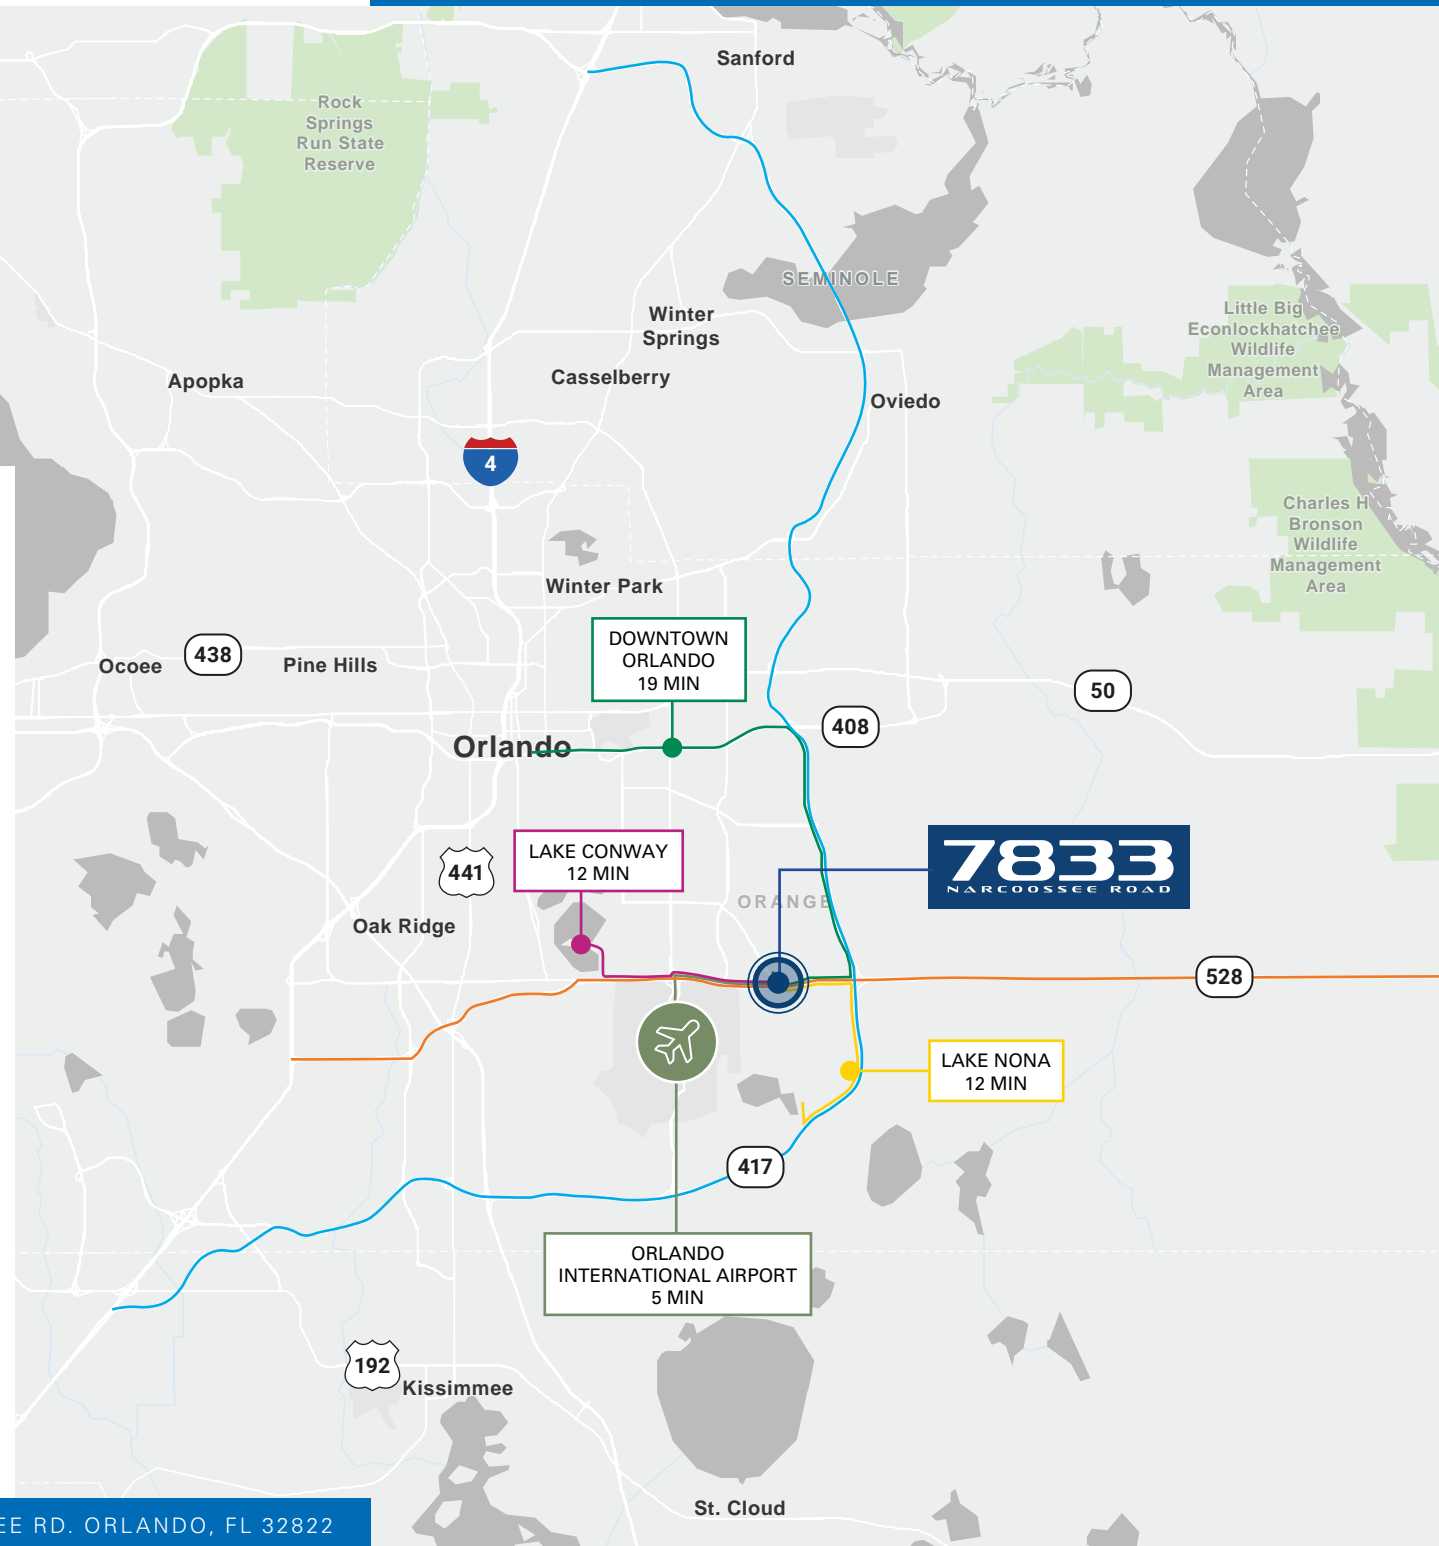 Sanford
Rock
Springs
Run State
Reserve
SEMINOLE
Winter
Springs
Little Big
Econlockhatchee
Wildlife
Management
Area
Casselberry
Apopka
Oviedo
4
Charles H
Bronson
Wildlife
Management
Area
Winter Park
DOWNTOWN
ORLANDO
19 MIN
438
Ocoee
Pine Hills
50
408
Orlando
LAKE CONWAY
12 MIN
441
7833
NARCOOSSEE ROAD
ORANGE
Oak Ridge
528
LAKE NONA
12 MIN
417
ORLANDO
INTERNATIONAL AIRPORT
5 MIN
192
Kissimmee
St. Cloud
RD. ORLANDO, FL 32822